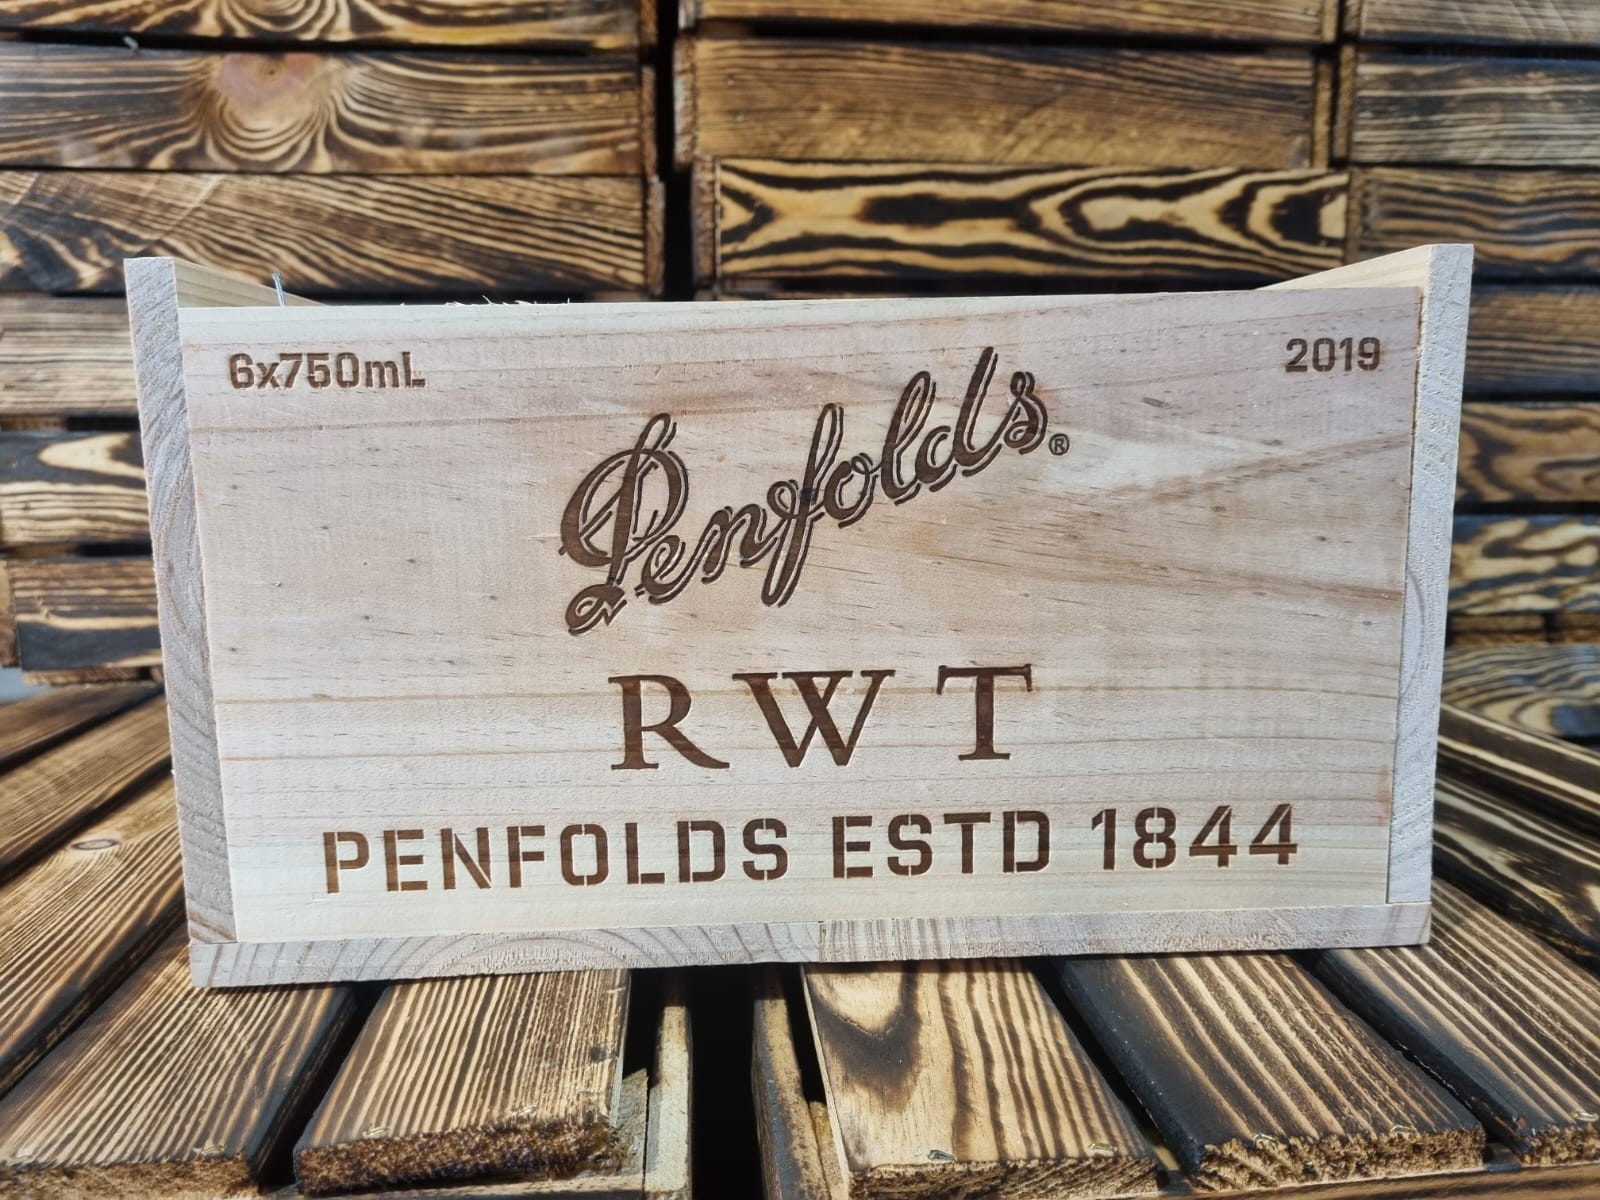 6x750mL
2019
Penfolds®
RWT
PENFOLDS ESTD 1844